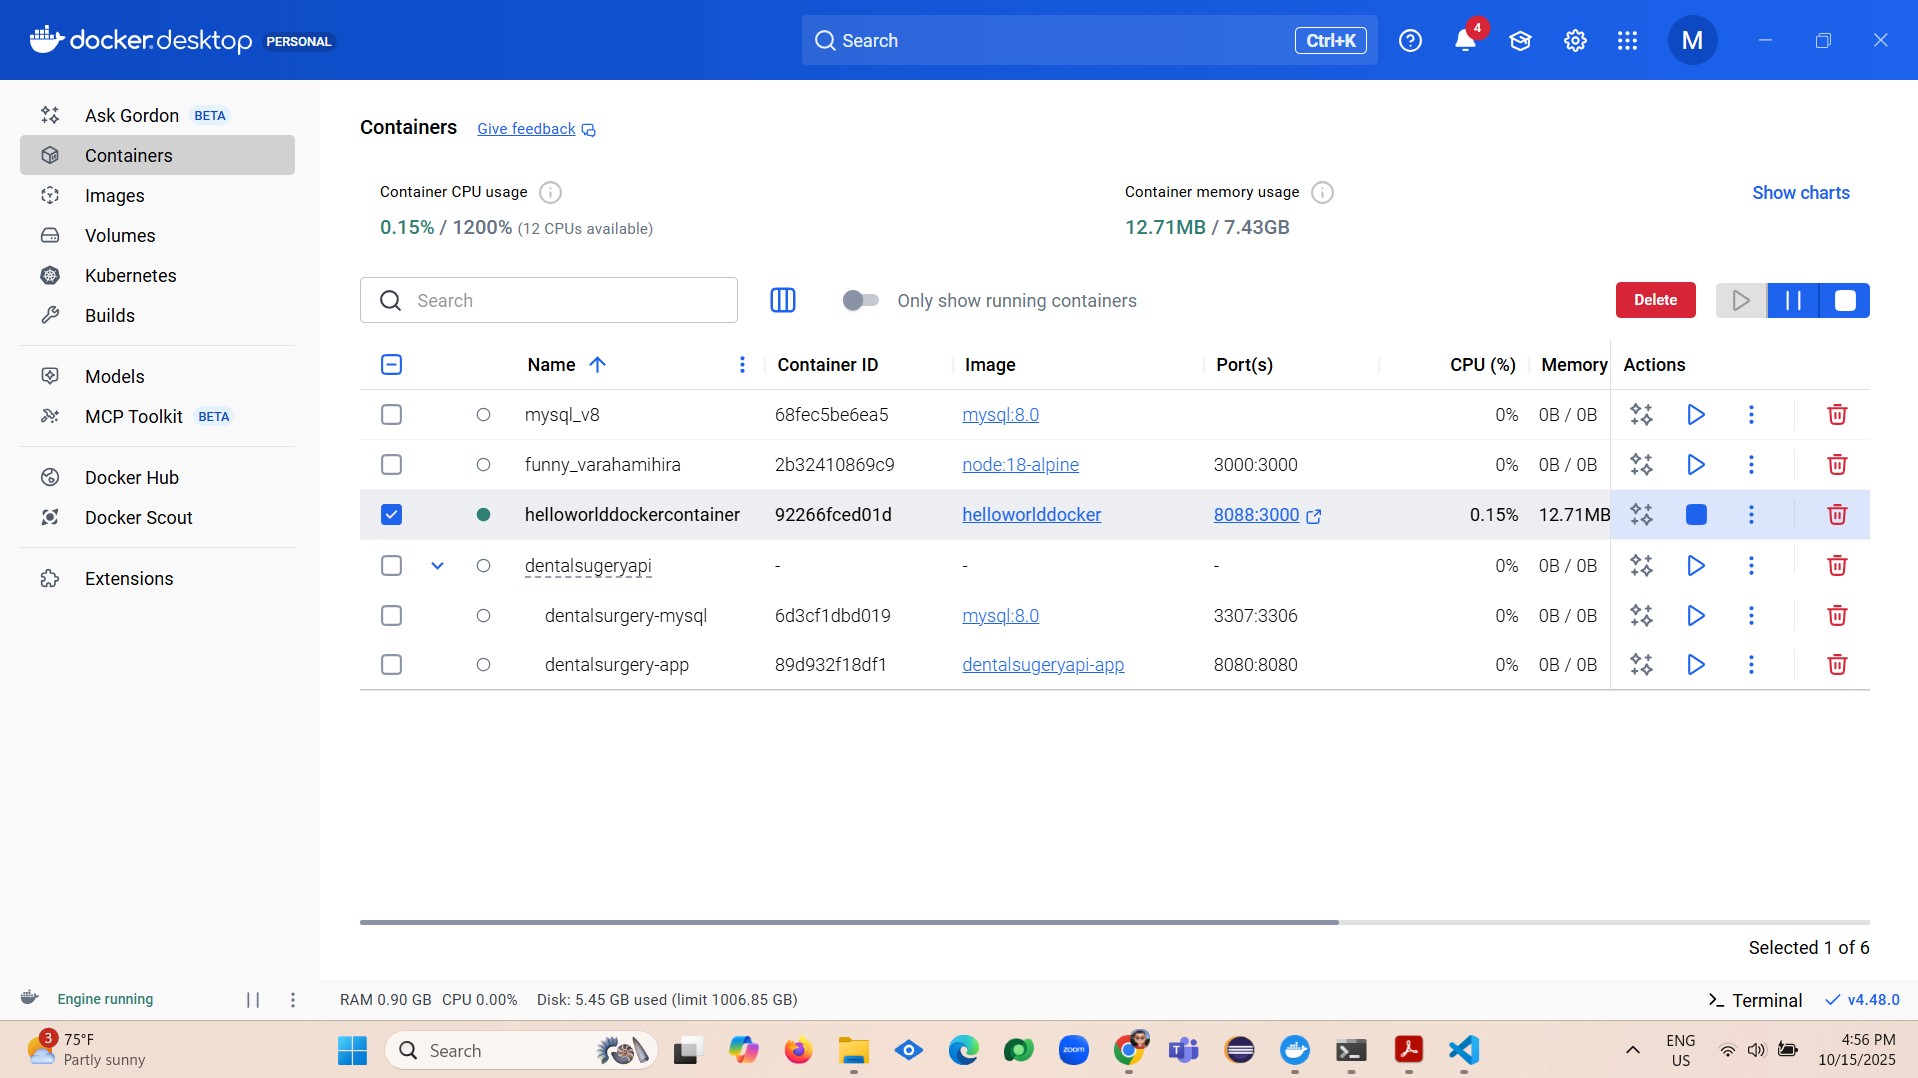 docker.desktop PERSONAL
Search
Ctrl+K
4
M
Ask Gordon BETA
Containers
Images
Volumes
Kubernetes
Builds
Models
MCP Toolkit BETA
Docker Hub
Docker Scout
Extensions
Containers Give feedback
Container CPU usage
0.15% / 1200% (12 CPUs available)
Container memory usage
12.71MB / 7.43GB
Show charts
Search
Only show running containers
Delete
Name Container ID Image Port(s) CPU (%) Memory Actions
mysql_v8 68fec5be6ea5 mysql:8.0 0% 0B / 0B
funny_varahamihira 2b32410869c9 node:18-alpine 3000:3000 0% 0B / 0B
helloworlddockercontainer 92266fced01d helloworlddocker 8088:3000 0.15% 12.71MB
dentalsugeryapi - - - 0% 0B / 0B
dentalsurgery-mysql 6d3cf1dbd019 mysql:8.0 3307:3306 0% 0B / 0B
dentalsurgery-app 89d932f18df1 dentalsugeryapi-app 8080:8080 0% 0B / 0B
Selected 1 of 6
Engine running
RAM 0.90 GB CPU 0.00% Disk: 5.45 GB used (limit 1006.85 GB)
Terminal
v4.48.0
3
75°F
Partly sunny
Search
zoom
ENG
US
4:56 PM
10/15/2025